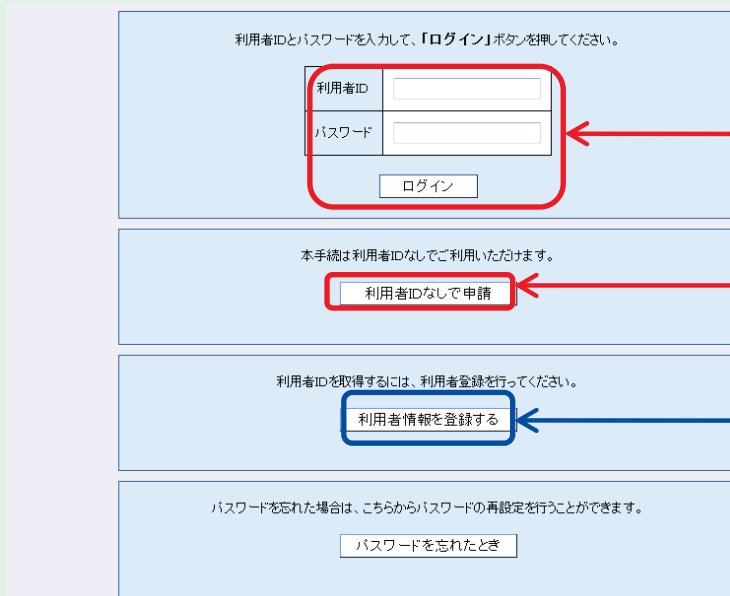 利用者IDとパスワードを入力して、「ログイン」ボタンを押してください。
利用者ID
パスワード
ログイン
本手続は利用者IDなしでご利用いただけます。
利用者IDなしで申請
利用者IDを取得するには、利用者登録を行ってください。
利用者情報を登録する
パスワードを忘れた場合は、こちらからパスワードの再設定を行うことができます。
パスワードを忘れたとき